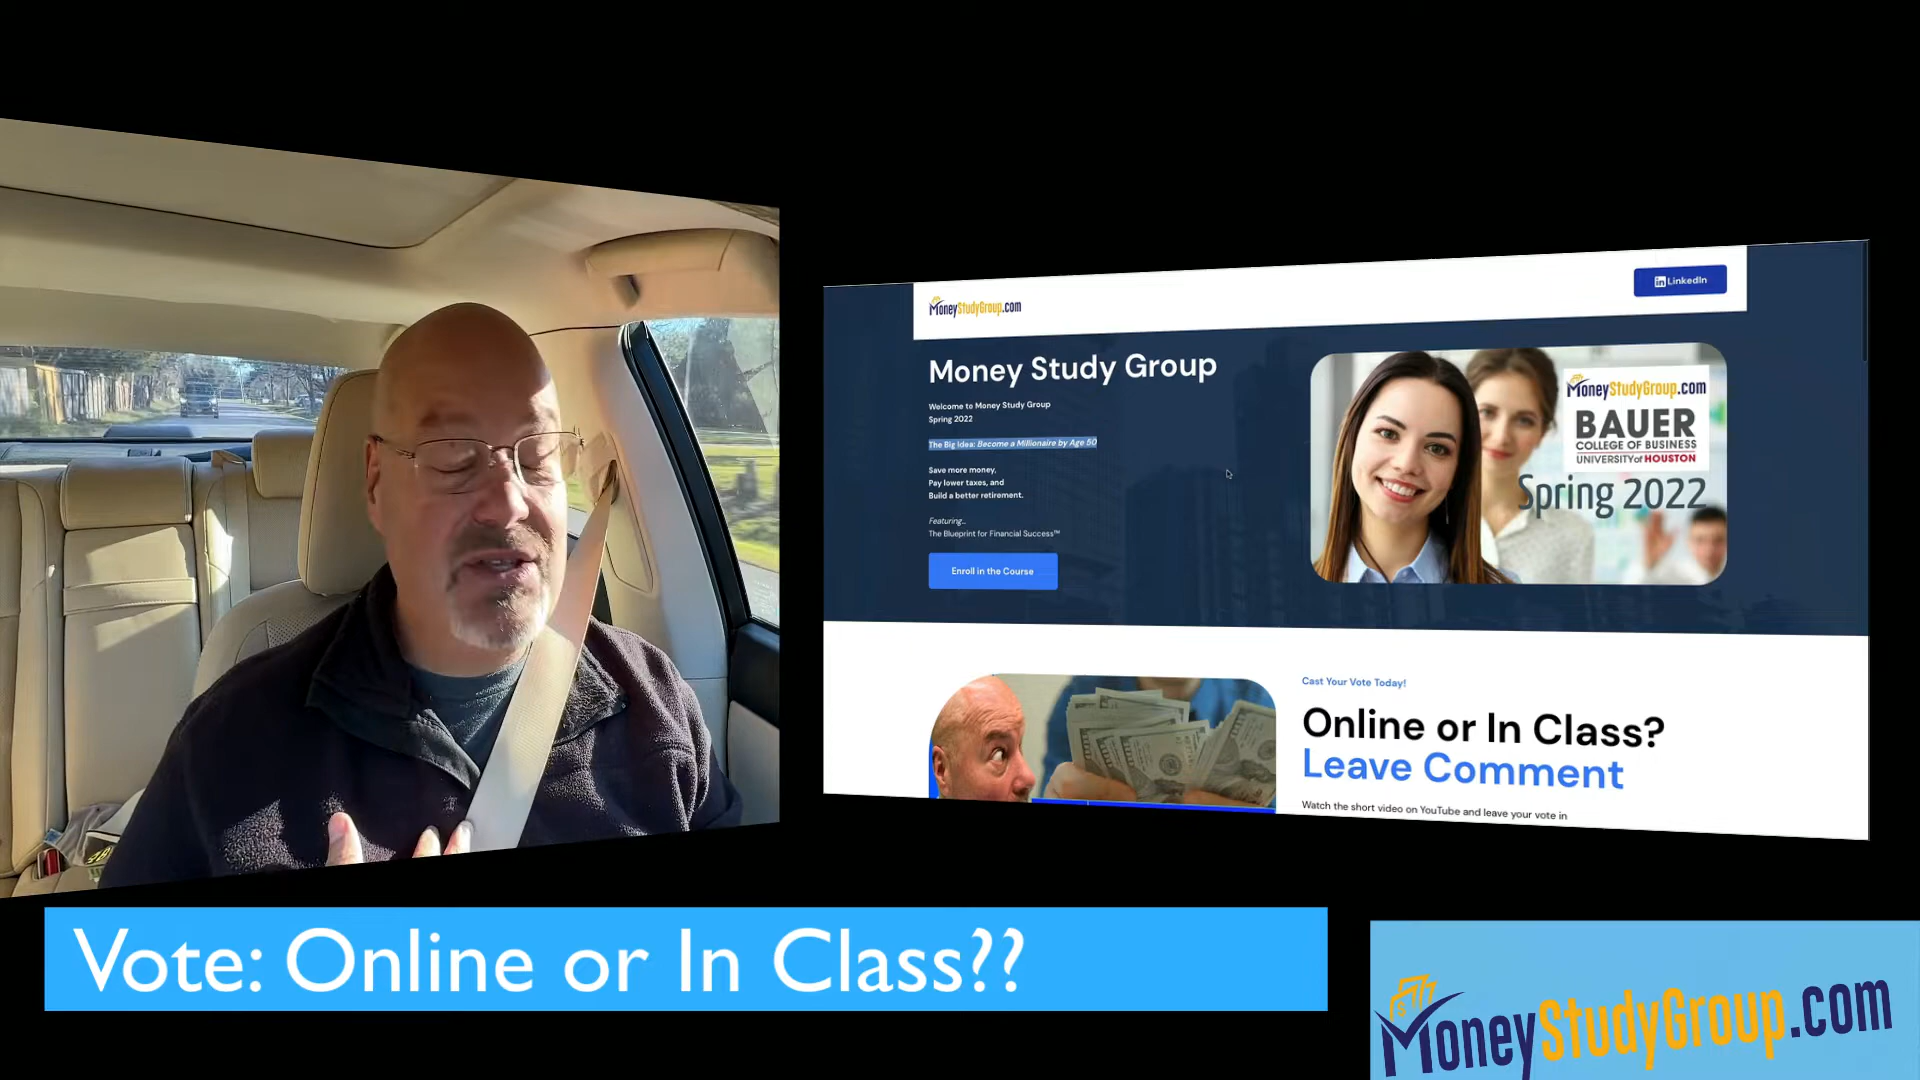 LinkedIn
MoneyStudyGroup.com
Money Study Group
Welcome to Money Study Group
Spring 2022
The Big Idea: Become a Millionaire by Age 50
Save more money,
Pay lower taxes, and
Build a better retirement.
Featuring...
The Blueprint for Financial Success™
Enroll in the Course
MoneyStudyGroup.com
BAUER
COLLEGE OF BUSINESS
UNIVERSITY of HOUSTON
Spring 2022
Cast Your Vote Today!
Online or In Class?
Leave Comment
Watch the short video on YouTube and leave your vote in
Vote: Online or In Class??
MoneyStudyGroup.com